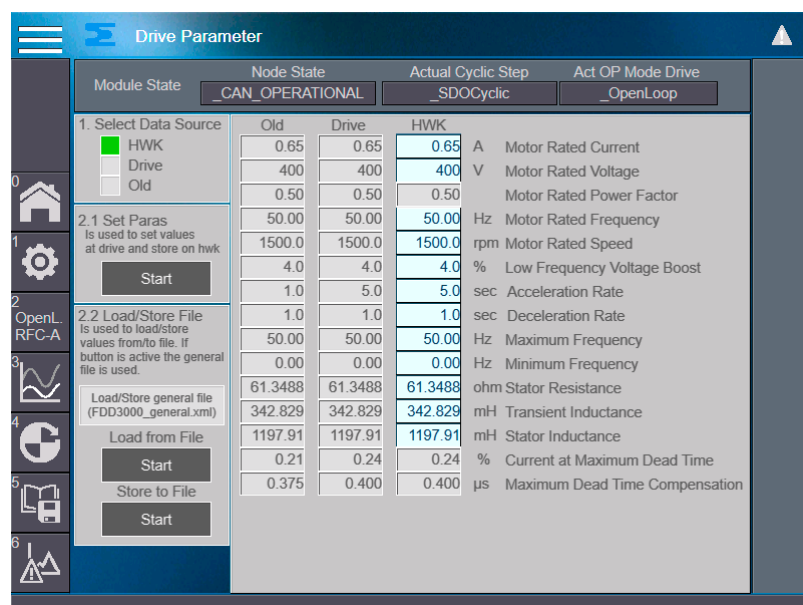 Drive Parameter
Module State
Node State
_CAN_OPERATIONAL
Actual Cyclic Step
_SDOCyclic
Act OP Mode Drive
_OpenLoop
1. Select Data Source
HWK
Drive
Old
2.1 Set Paras
Is used to set values
at drive and store on hwk
Start
2.2 Load/Store File
Is used to load/store
values from/to file. If
button is active the general
file is used.
Load/Store general file
(FDD3000_general.xml)
Load from File
Start
Store to File
Start
Old Drive HWK
0.65 0.65 0.65 A Motor Rated Current
400 400 400 V Motor Rated Voltage
0.50 0.50 0.50 Motor Rated Power Factor
50.00 50.00 50.00 Hz Motor Rated Frequency
1500.0 1500.0 1500.0 rpm Motor Rated Speed
4.0 4.0 4.0 % Low Frequency Voltage Boost
1.0 5.0 5.0 sec Acceleration Rate
1.0 1.0 1.0 sec Deceleration Rate
50.00 50.00 50.00 Hz Maximum Frequency
0.00 0.00 0.00 Hz Minimum Frequency
61.3488 61.3488 61.3488 ohm Stator Resistance
342.829 342.829 342.829 mH Transient Inductance
1197.91 1197.91 1197.91 mH Stator Inductance
0.21 0.24 0.24 % Current at Maximum Dead Time
0.375 0.400 0.400 µs Maximum Dead Time Compensation
0
1
2
OpenL.
RFC-A
3
4
5
6